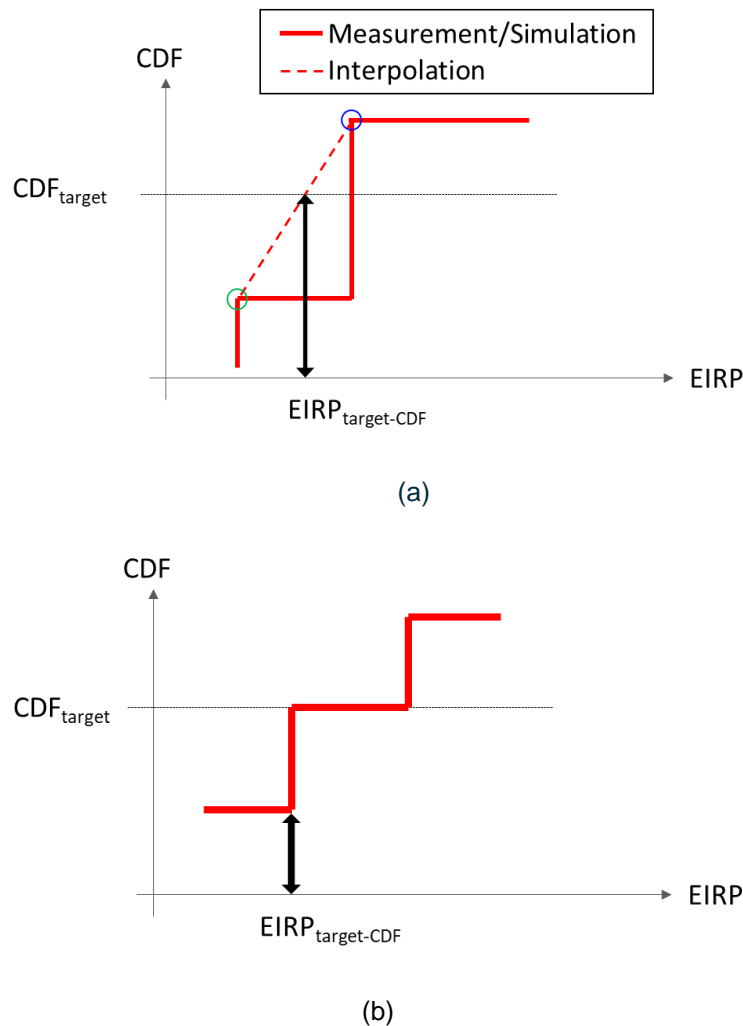 Measurement/Simulation
Interpolation
CDF
CDFtarget
EIRP
EIRPtarget-CDF
(a)
CDF
CDFtarget
EIRP
EIRPtarget-CDF
(b)